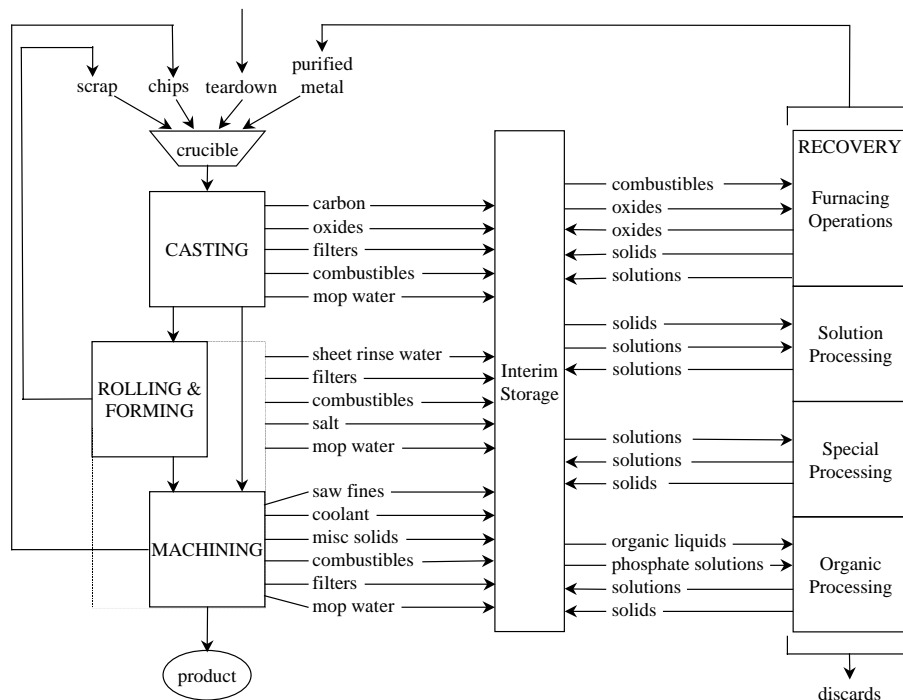 scrap
chips
teardown
purified
metal
crucible
CASTING
ROLLING &
FORMING
MACHINING
product
carbon
oxides
filters
combustibles
mop water
sheet rinse water
filters
combustibles
salt
mop water
saw fines
coolant
misc solids
combustibles
filters
mop water
Interim
Storage
combustibles
oxides
oxides
solids
solutions
solids
solutions
solutions
solutions
solutions
solids
organic liquids
phosphate solutions
solutions
solids
RECOVERY
Furnacing
Operations
Solution
Processing
Special
Processing
Organic
Processing
discards